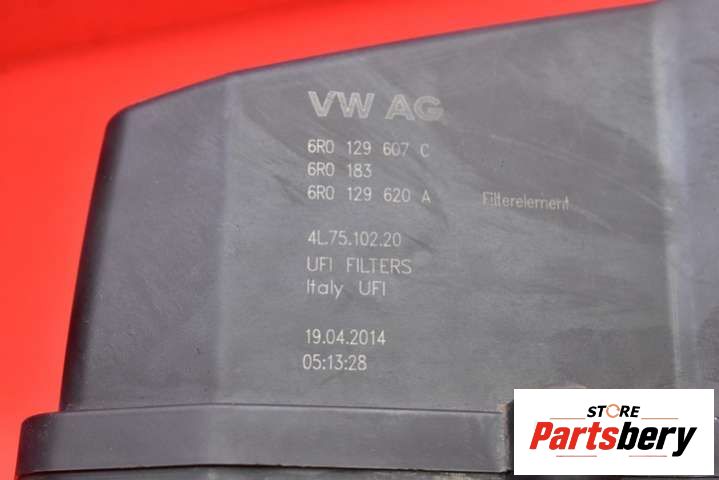 VW AG
6R0 129 607 C
6R0 183
6R0 129 620 A Filterelement
4L.75.102.20
UFI FILTERS
Italy UFI
19.04.2014
05:13:28
STORE
Partsbery